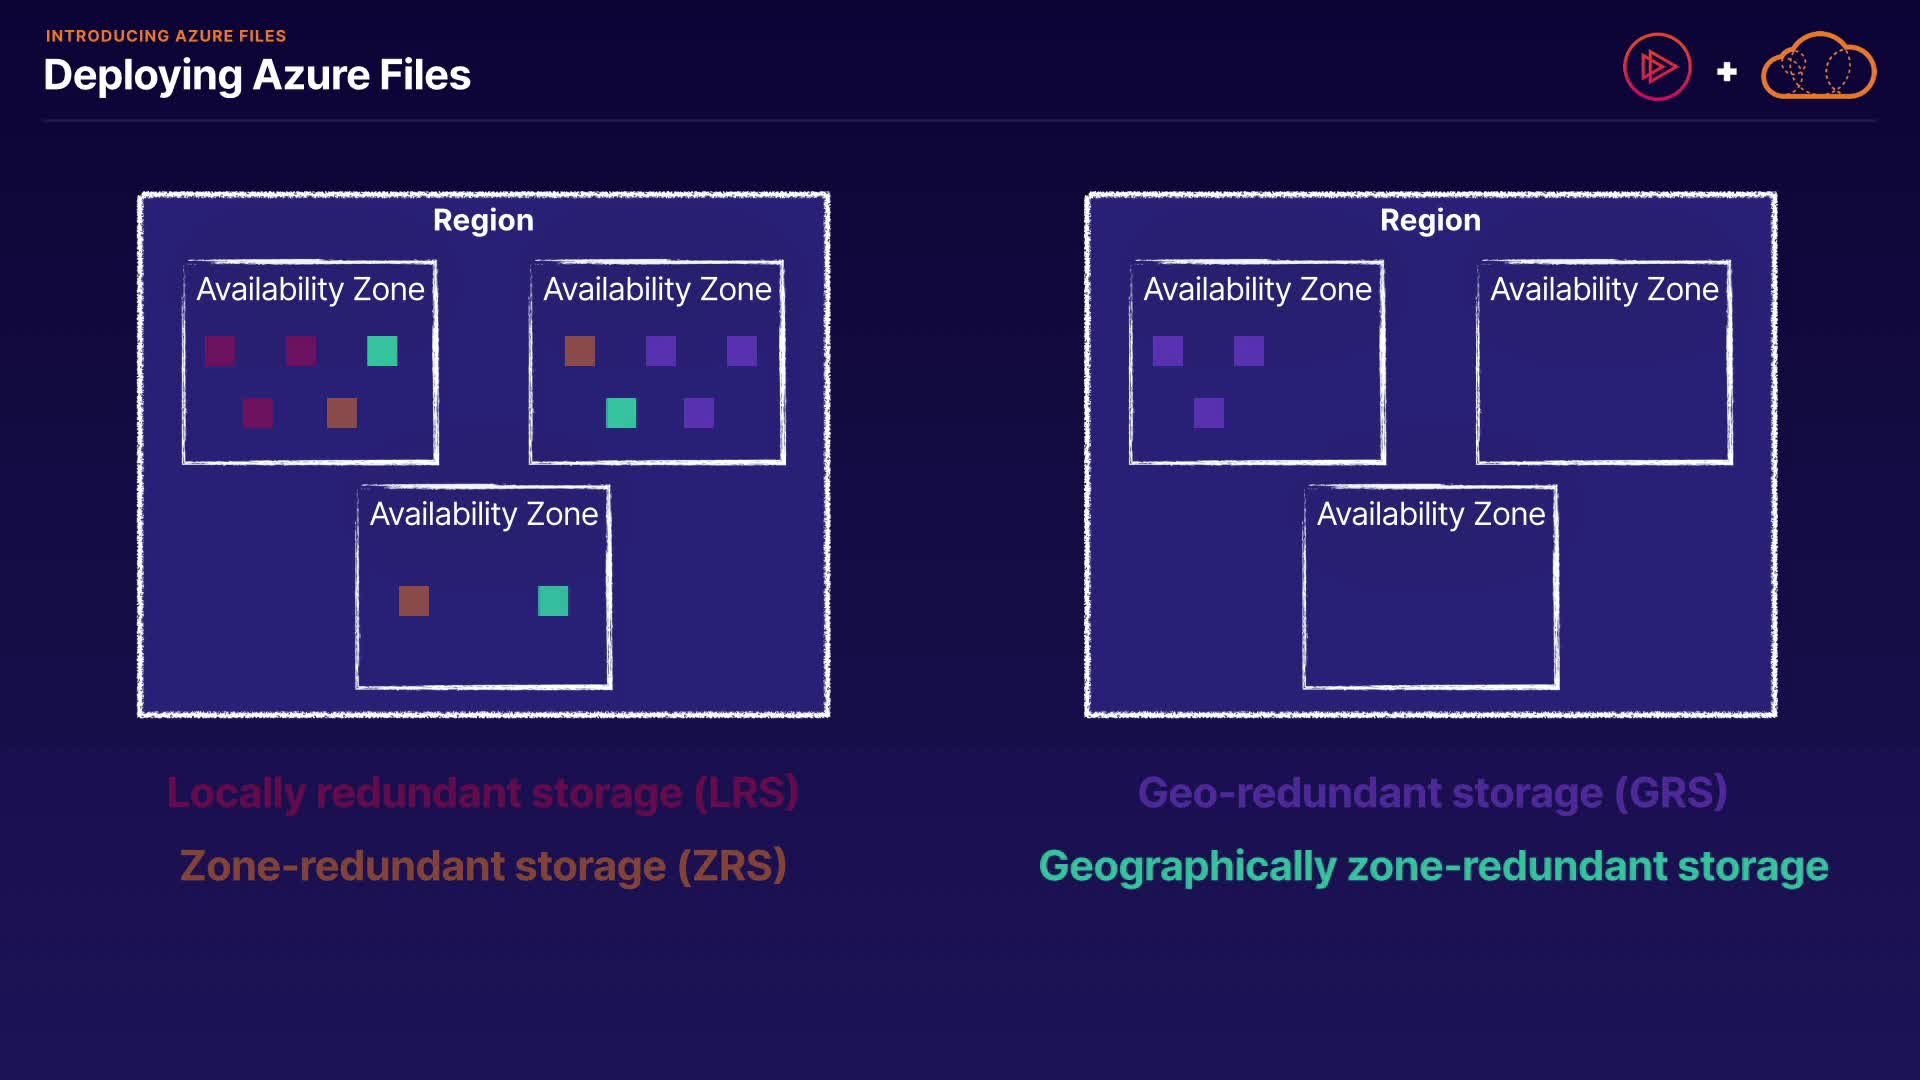 INTRODUCING AZURE FILES
Deploying Azure Files
Region
Availability Zone
Availability Zone
Availability Zone
Region
Availability Zone
Availability Zone
Availability Zone
Locally redundant storage (LRS)
Zone-redundant storage (ZRS)
Geo-redundant storage (GRS)
Geographically zone-redundant storage